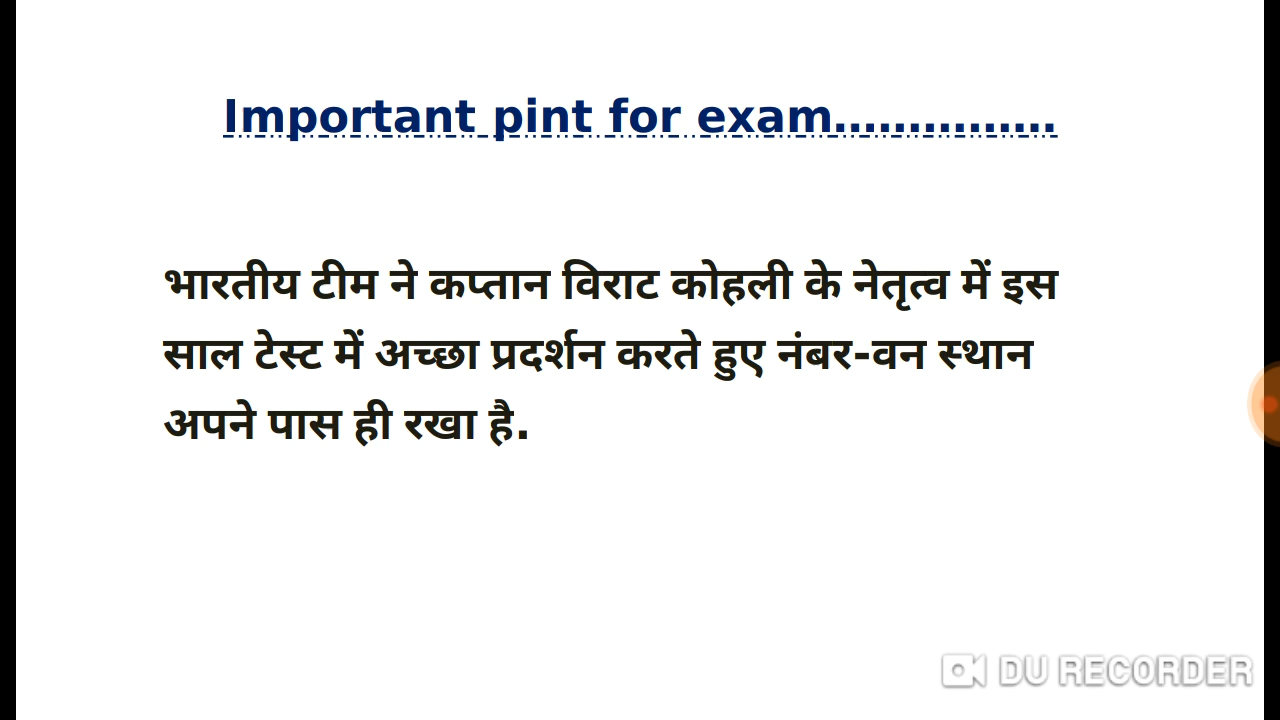 Important pint for exam...............
भारतीय टीम ने कप्तान विराट कोहली के नेतृत्व में इस
साल टेस्ट में अच्छा प्रदर्शन करते हुए नंबर-वन स्थान
अपने पास ही रखा है.
DU RECORDER